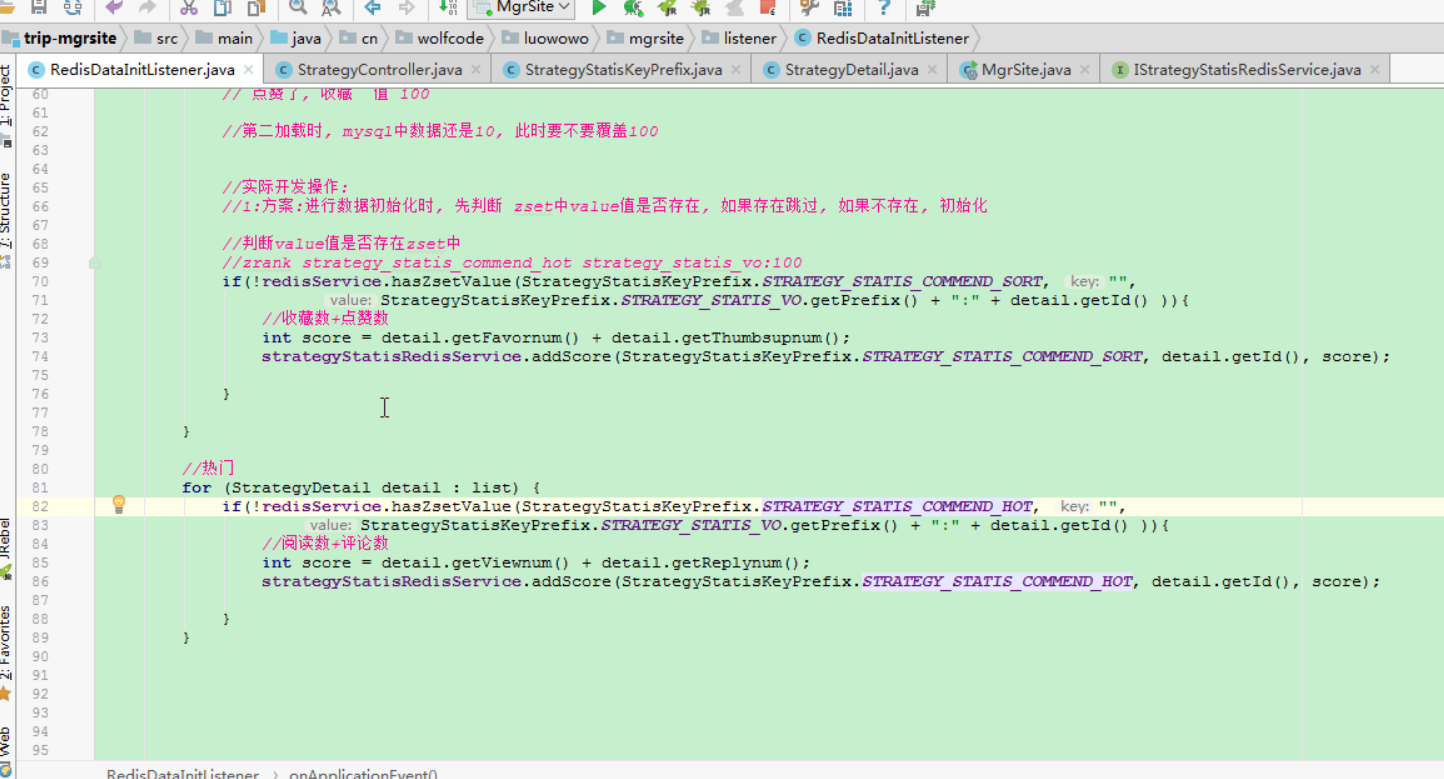 MgrSite
trip-mgrsite src main java cn wolfcode luowowo mgrsite listener RedisDataInitListener
RedisDataInitListener.java StrategyController.java StrategyStatisKeyPrefix.java StrategyDetail.java MgrSite.java IStrategyStatisRedisService.java
1: Project
7: Structure
JRebel
2: Favorites
Web
60 // 点赞了, 收藏 值 100
61
62 //第二加载时, mysql中数据还是10, 此时要不要覆盖100
63
64
65 //实际开发操作:
66 //1:方案:进行数据初始化时, 先判断 zset中value值是否存在, 如果存在跳过, 如果不存在, 初始化
67
68 //判断value值是否存在zset中
69 //zrank strategy_statis_commend_hot strategy_statis_vo:100
70 if(!redisService.hasZsetValue(StrategyStatisKeyPrefix.STRATEGY_STATIS_COMMEND_SORT, key: "",
71 value: StrategyStatisKeyPrefix.STRATEGY_STATIS_VO.getPrefix() + ":" + detail.getId() )){
72 //收藏数+点赞数
73 int score = detail.getFavornum() + detail.getThumbsupnum();
74 strategyStatisRedisService.addScore(StrategyStatisKeyPrefix.STRATEGY_STATIS_COMMEND_SORT, detail.getId(), score);
75
76 }
77
78 }
79
80 //热门
81 for (StrategyDetail detail : list) {
82 if(!redisService.hasZsetValue(StrategyStatisKeyPrefix.STRATEGY_STATIS_COMMEND_HOT, key: "",
83 value: StrategyStatisKeyPrefix.STRATEGY_STATIS_VO.getPrefix() + ":" + detail.getId() )){
84 //阅读数+评论数
85 int score = detail.getViewnum() + detail.getReplynum();
86 strategyStatisRedisService.addScore(StrategyStatisKeyPrefix.STRATEGY_STATIS_COMMEND_HOT, detail.getId(), score);
87
88 }
89 }
90
91
92
93
94
95
RedisDataInitListener › onApplicationEvent()